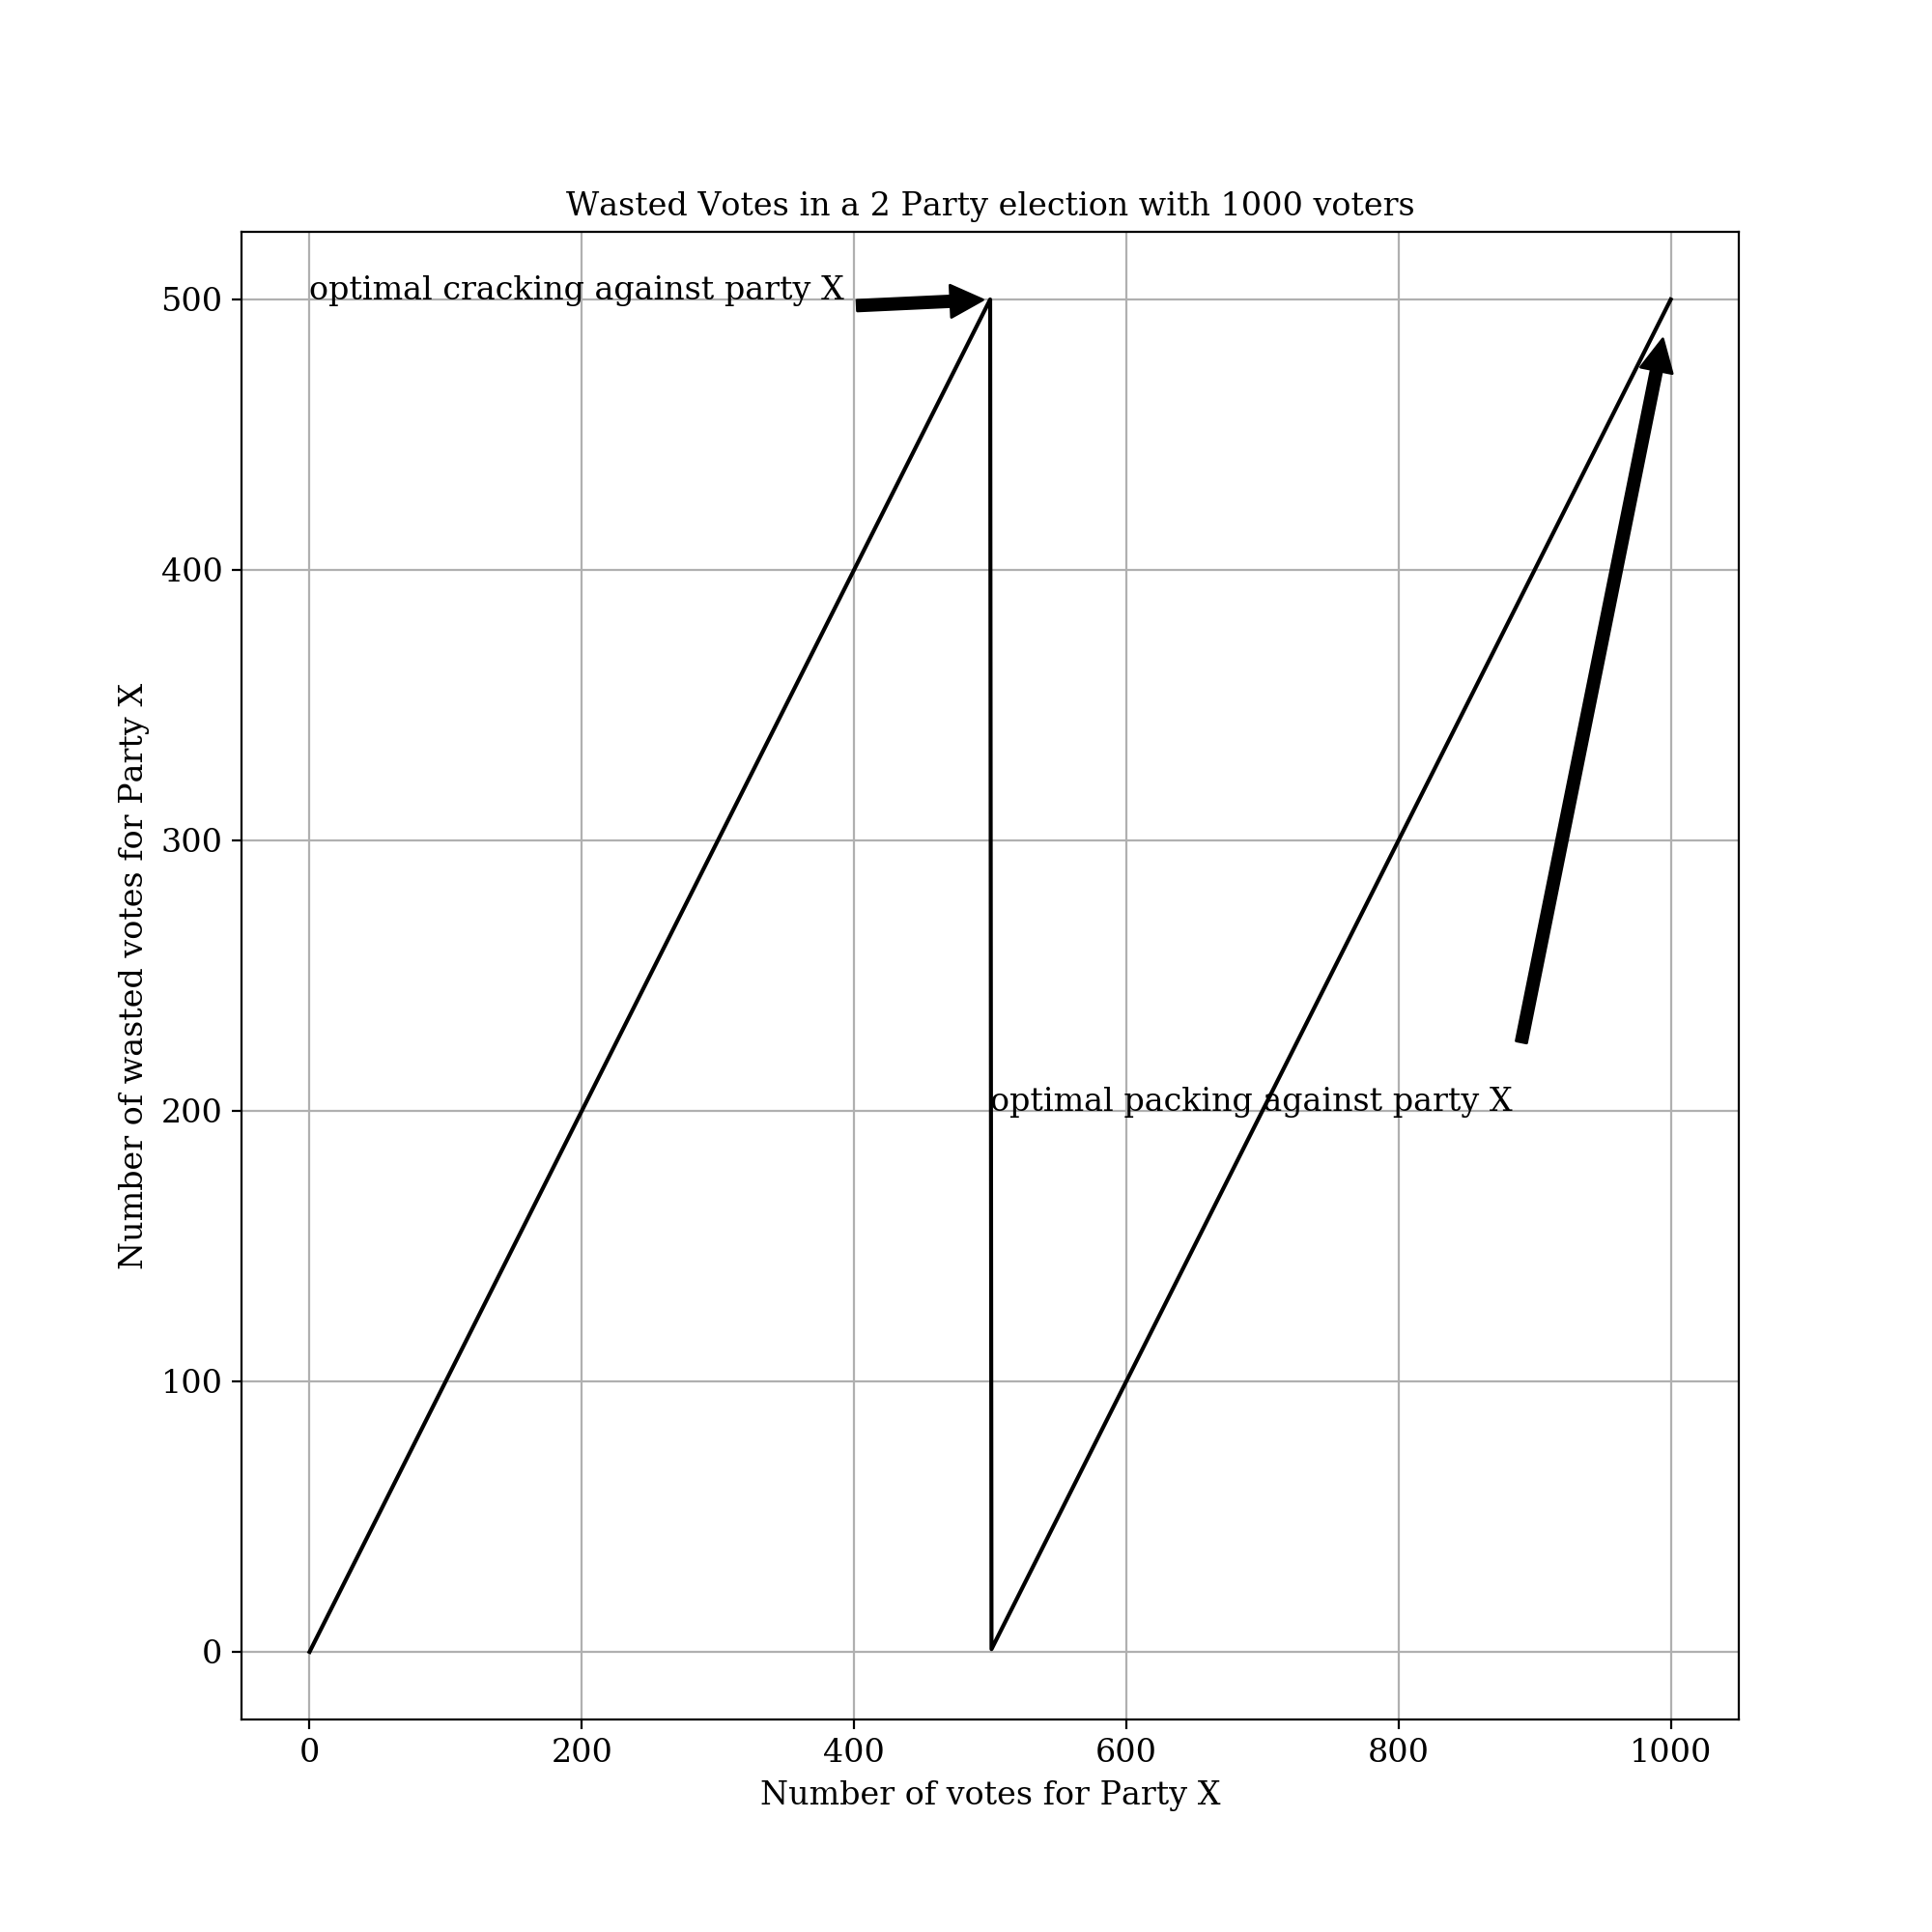 Wasted Votes in a 2 Party election with 1000 voters
optimal cracking against party X
500
400
300
200
100
0
optimal packing against party X
Number of wasted votes for Party X
0 200 400 600 800 1000
Number of votes for Party X